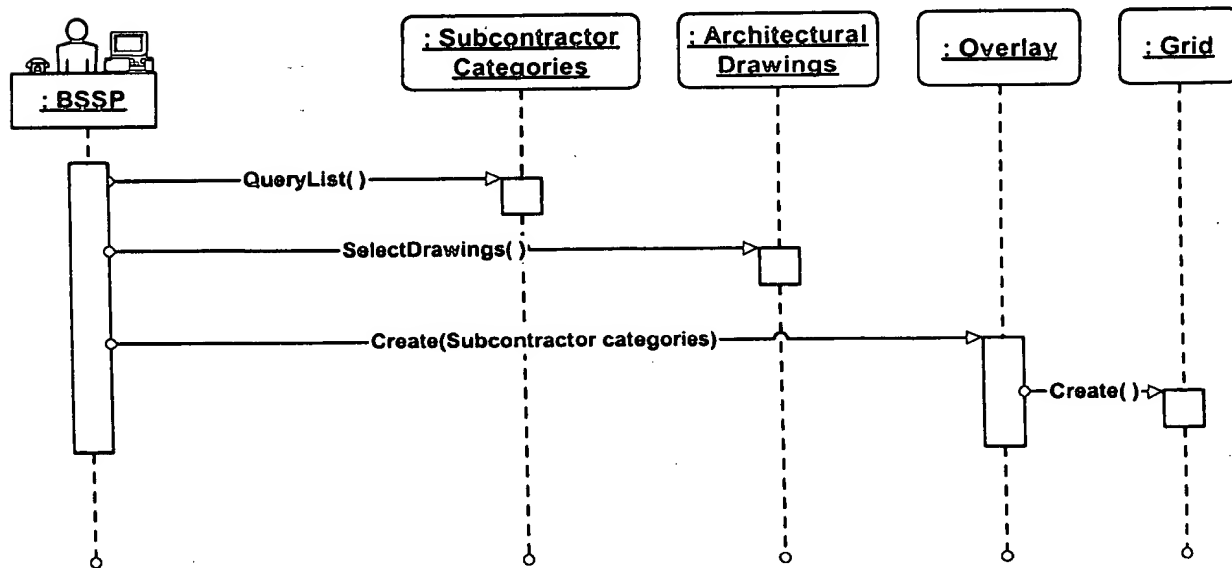 : BSSP
: Subcontractor
Categories
: Architectural
Drawings
: Overlay
: Grid
QueryList( )
SelectDrawings( )
Create(Subcontractor categories)
Create( )